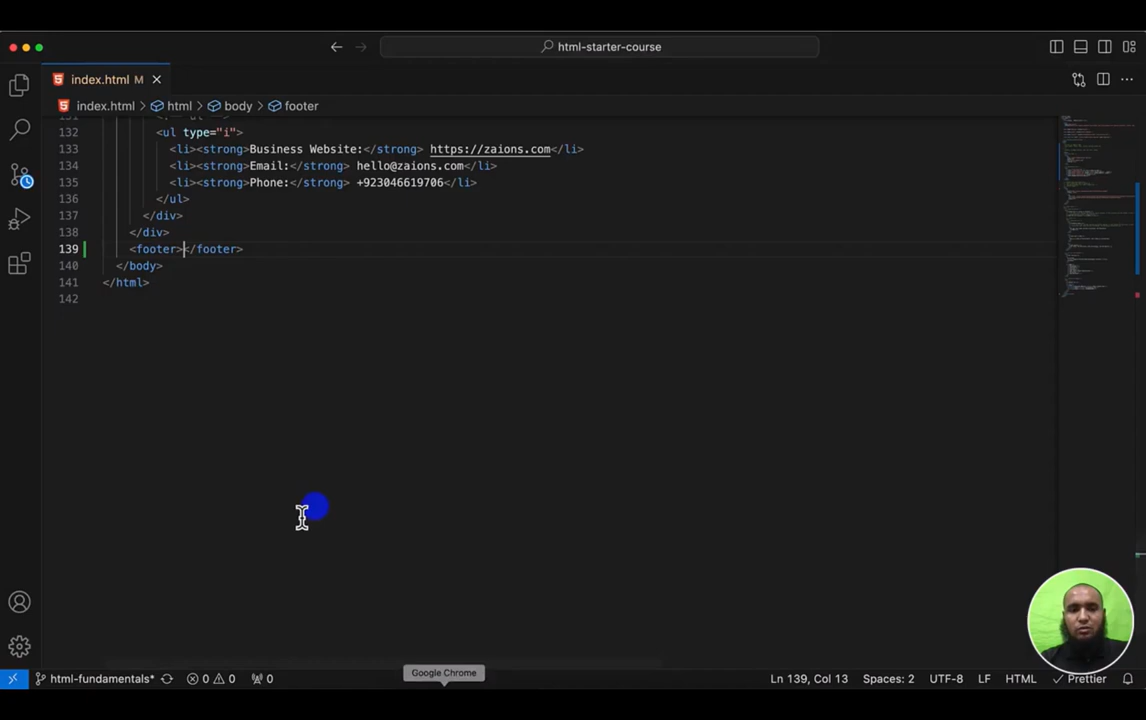 html-starter-course
index.html M
index.html html body footer
132 <ul type="i">
133 <li><strong>Business Website:</strong> https://zaions.com</li>
134 <li><strong>Email:</strong> hello@zaions.com</li>
135 <li><strong>Phone:</strong> +923046619706</li>
136 </ul>
137 </div>
138 </div>
139 <footer></footer>
140 </body>
141 </html>
142
Google Chrome
html-fundamentals* 0 0 0 Ln 139, Col 13 Spaces: 2 UTF-8 LF HTML Prettier